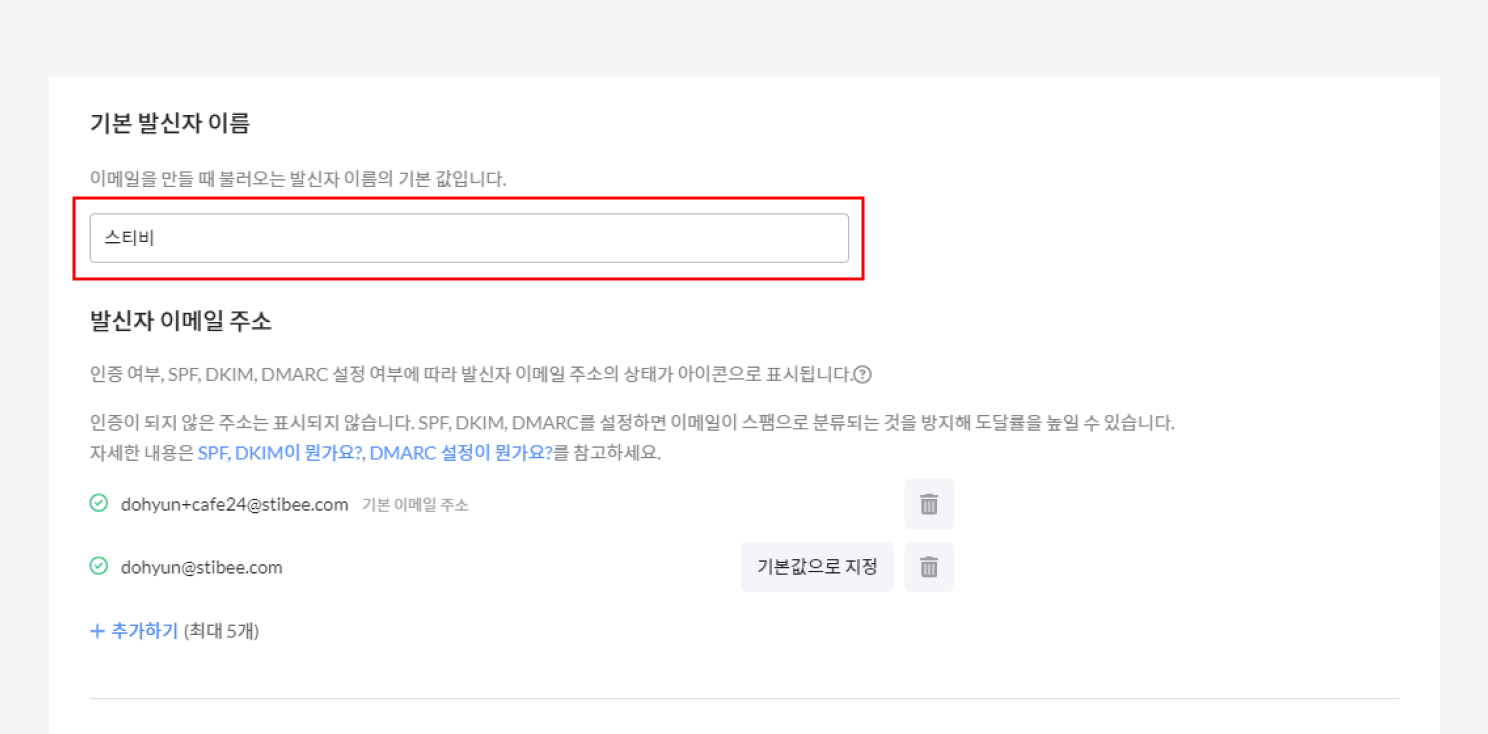 기본 발신자 이름
이메일을 만들 때 불러오는 발신자 이름의 기본 값입니다.
스티비
발신자 이메일 주소
인증 여부, SPF, DKIM, DMARC 설정 여부에 따라 발신자 이메일 주소의 상태가 아이콘으로 표시됩니다.?
인증이 되지 않은 주소는 표시되지 않습니다. SPF, DKIM, DMARC를 설정하면 이메일이 스팸으로 분류되는 것을 방지해 도달률을 높일 수 있습니다.
자세한 내용은 SPF, DKIM이 뭔가요?, DMARC 설정이 뭔가요?를 참고하세요.
dohyun+cafe24@stibee.com 기본 이메일 주소
dohyun@stibee.com 기본값으로 지정
+ 추가하기 (최대 5개)